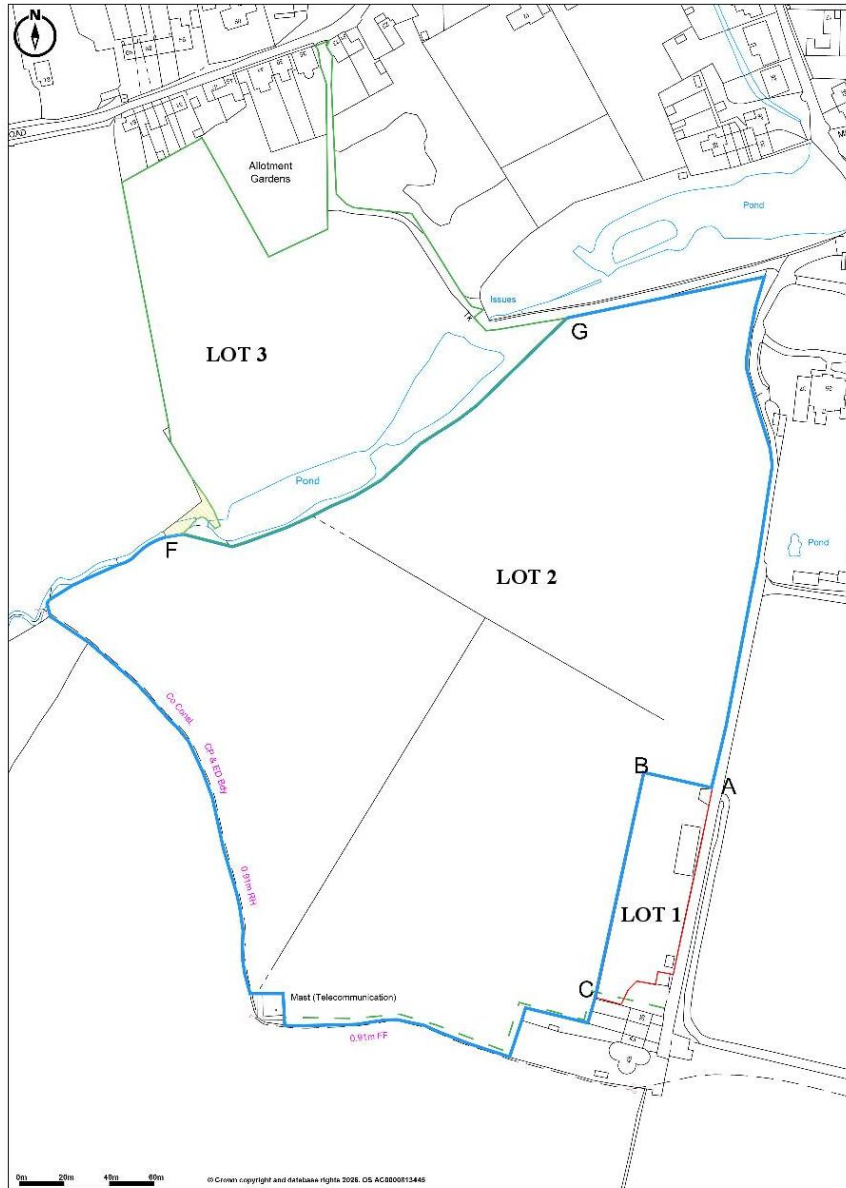 N
OAD
Allotment
Gardens
Pond
Issues
G
LOT 3
Pond
F
LOT 2
Pond
Co Const,
CP & ED Bdy
0.91m RH
B
A
LOT 1
C
Mast (Telecommunication)
0.91m FF
0m 20m 40m 60m
© Crown copyright and database rights 2026. OS AC0000813445